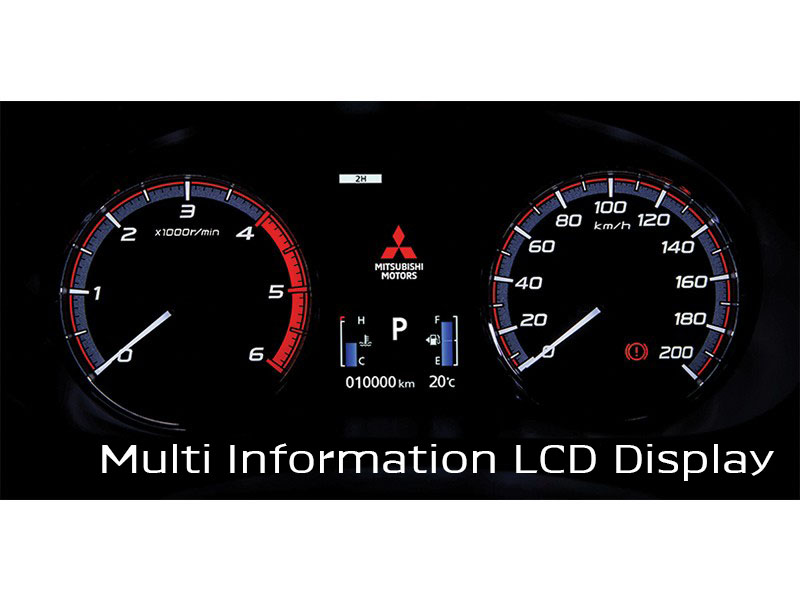 2H
0
1
2
3
4
5
6
x1000r/min
MITSUBISHI
MOTORS
H
C
P
F
E
010000 km
20°C
0
20
40
60
80
100
120
140
160
180
200
km/h
Multi Information LCD Display